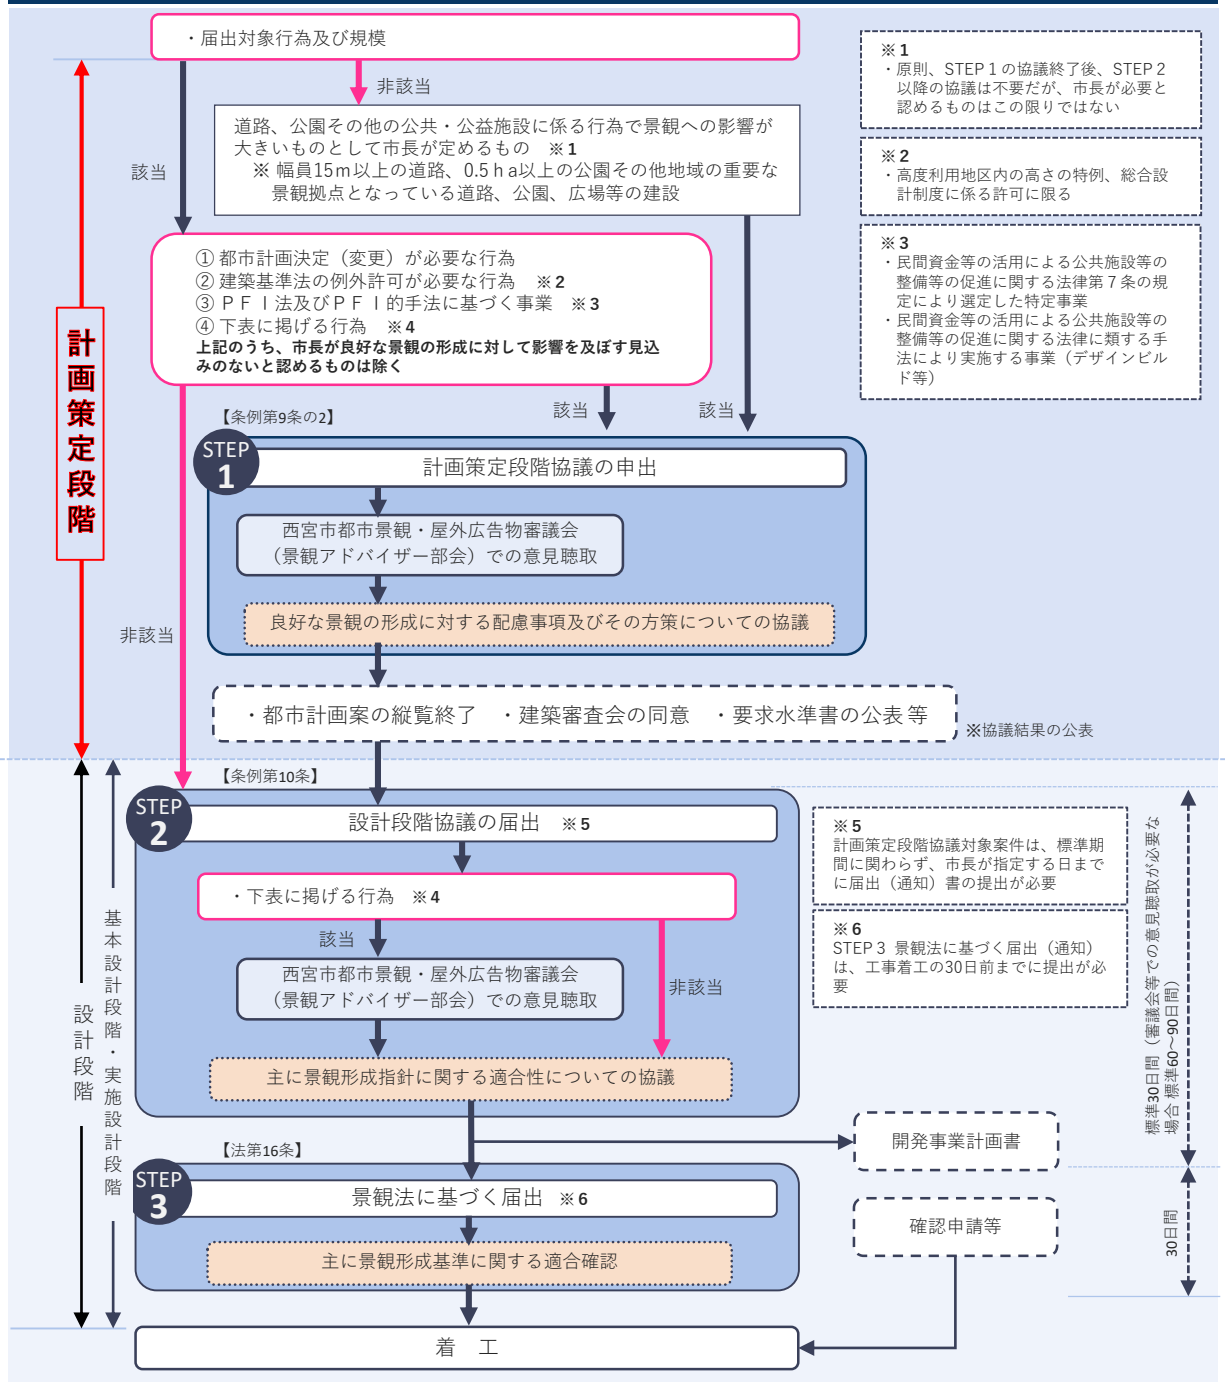 ・届出対象行為及び規模
非該当
該当
道路、公園その他の公共・公益施設に係る行為で景観への影響が
大きいものとして市長が定めるもの　※1
※ 幅員15m以上の道路、0.5ha以上の公園その他地域の重要な
景観拠点となっている道路、公園、広場等の建設
※1
・原則、STEP1の協議終了後、STEP2
以降の協議は不要だが、市長が必要と
認めるものはこの限りではない
※2
・高度利用地区内の高さの特例、総合設
計制度に係る許可に限る
※3
・民間資金等の活用による公共施設等の
整備等の促進に関する法律第7条の規
定により選定した特定事業
・民間資金等の活用による公共施設等の
整備等の促進に関する法律に類する手
法により実施する事業（デザインビル
ド等）
① 都市計画決定（変更）が必要な行為
② 建築基準法の例外許可が必要な行為　※2
③ ＰＦＩ法及びＰＦＩ的手法に基づく事業　※3
④ 下表に掲げる行為　※4
上記のうち、市長が良好な景観の形成に対して影響を及ぼす見込
みのないと認めるものは除く
計画策定段階
該当
該当
【条例第9条の2】
STEP
1
計画策定段階協議の申出
西宮市都市景観・屋外広告物審議会
（景観アドバイザー部会）での意見聴取
良好な景観の形成に対する配慮事項及びその方策についての協議
非該当
・都市計画案の縦覧終了　・建築審査会の同意　・要求水準書の公表 等
※協議結果の公表
【条例第10条】
STEP
2
設計段階協議の届出　※5
・下表に掲げる行為　※4
該当
西宮市都市景観・屋外広告物審議会
（景観アドバイザー部会）での意見聴取
非該当
主に景観形成指針に関する適合性についての協議
※5
計画策定段階協議対象案件は、標準期
間に関わらず、市長が指定する日まで
に届出（通知）書の提出が必要
※6
STEP3 景観法に基づく届出（通知）
は、工事着工の30日前までに提出が必
要
標準30日間（審議会等での意見聴取が必要な
場合 標準60～90日間）
設計段階
基本設計段階・実施設計段階
開発事業計画書
【法第16条】
STEP
3
景観法に基づく届出　※6
主に景観形成基準に関する適合確認
確認申請等
30日間
着　工